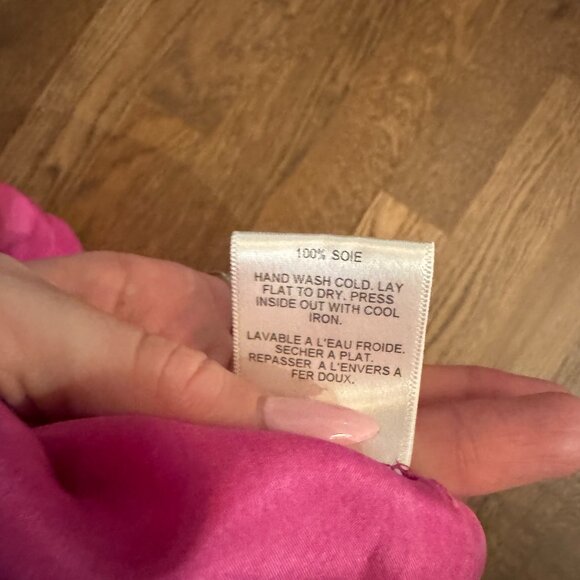 100% SOIE
HAND WASH COLD. LAY
FLAT TO DRY. PRESS
INSIDE OUT WITH COOL
IRON.
LAVABLE A L'EAU FROIDE.
SECHER A PLAT.
REPASSER A L'ENVERS A
FER DOUX.